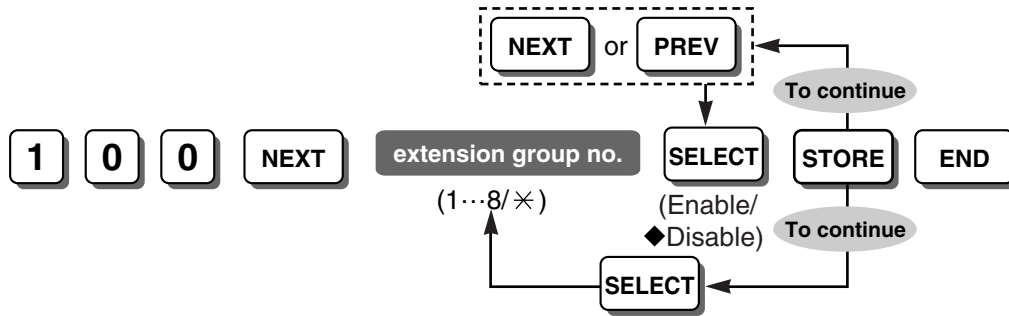 NEXT or PREV
To continue
1 0 0 NEXT extension group no. SELECT STORE END
(1···8/✳)
(Enable/
◆Disable)
To continue
SELECT